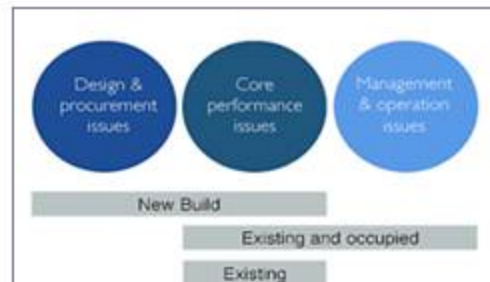 Design &
procurement
issues
Core
performance
issues
Management
& operation
issues
New Build
Existing and occupied
Existing